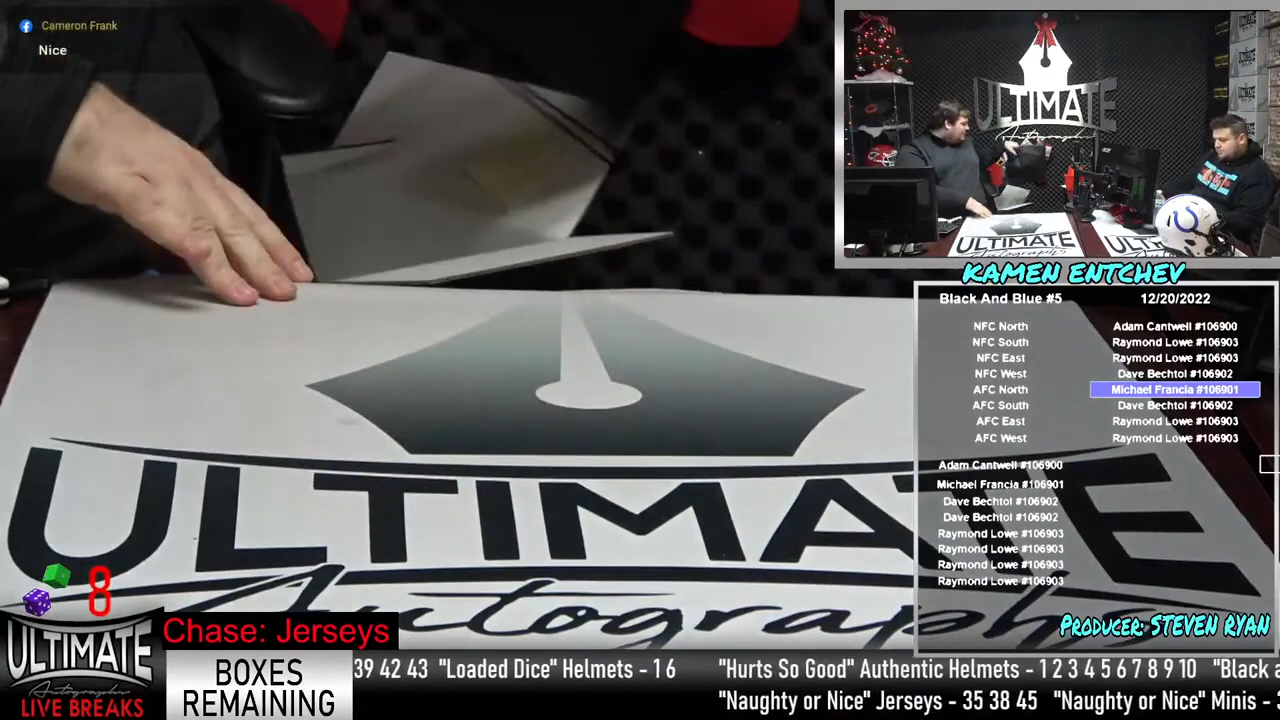 Cameron Frank
Nice
ULTIMATE
Autographs
ULTIMATE
Autographs
KAMEN ENTCHEV
Black And Blue #5 12/20/2022
NFC North Adam Cantwell #106900
NFC South Raymond Lowe #106903
NFC East Raymond Lowe #106903
NFC West Dave Bechtol #106902
AFC North Michael Francia #106901
AFC South Dave Bechtol #106902
AFC East Raymond Lowe #106903
AFC West Raymond Lowe #106903
Adam Cantwell #106900
Michael Francia #106901
Dave Bechtol #106902
Dave Bechtol #106902
Raymond Lowe #106903
Raymond Lowe #106903
Raymond Lowe #106903
Raymond Lowe #106903
PRODUCER: STEVEN RYAN
ULTIMATE
Autographs
8
ULTIMATE
Autographs
LIVE BREAKS
Chase: Jerseys
BOXES
REMAINING
39 42 43 "Loaded Dice" Helmets - 1 6 "Hurts So Good" Authentic Helmets - 1 2 3 4 5 6 7 8 9 10 "Black a
"Naughty or Nice" Jerseys - 35 38 45 "Naughty or Nice" Minis -